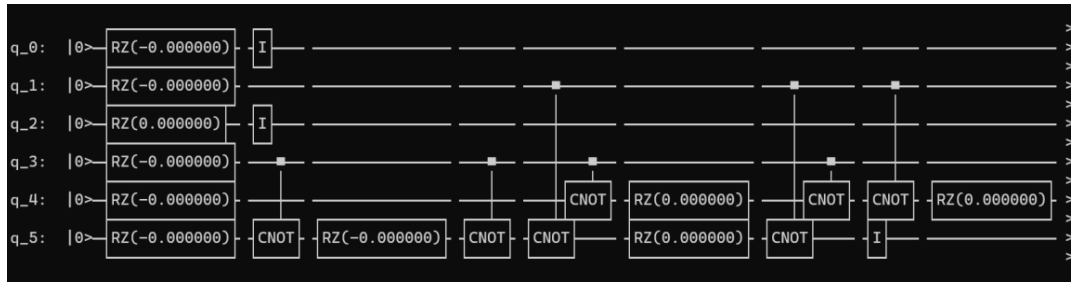 q_0: |0> RZ(-0.000000) I
q_1: |0> RZ(-0.000000)
q_2: |0> RZ(0.000000) I
q_3: |0> RZ(-0.000000)
q_4: |0> RZ(-0.000000) CNOT RZ(0.000000) CNOT CNOT RZ(0.000000)
q_5: |0> RZ(-0.000000) CNOT RZ(-0.000000) CNOT CNOT RZ(0.000000) CNOT I